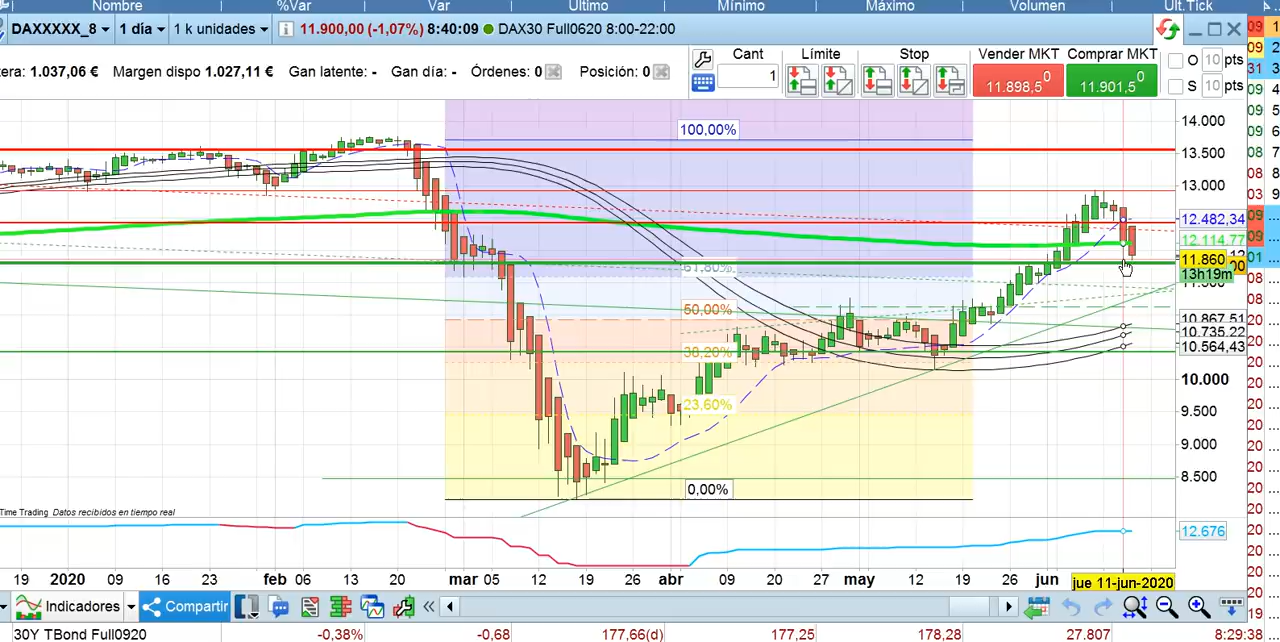 Nombre %Var Var Último Mínimo Máximo Volumen Últ.Tick
DAXXXXX_8 1 día 1 k unidades 11.900,00 (-1,07%) 8:40:09 DAX30 Full0620 8:00-22:00
tera: 1.037,06 € Margen dispo 1.027,11 € Gan latente: - Gan día: - Órdenes: 0 Posición: 0
Cant Límite Stop Vender MKT Comprar MKT
1 11.898,5 0 11.901,5 0
O 10 pts
S 10 pts
100,00%
61,80%
50,00%
38,20%
23,60%
0,00%
14.000
13.500
13.000
12.482,34
12.114,77
11.860
13h19m
10.867,51
10.735,22
10.564,43
10.000
9.500
9.000
8.500
Time Trading Datos recibidos en tiempo real
12.676
19 2020 09 16 23 feb 06 13 20 mar 05 12 19 26 abr 09 20 27 may 12 19 26 jun jue 11-jun-2020
Indicadores Compartir
30Y TBond Full0920 -0,38% -0,68 177,66(d) 177,25 178,28 27.807 8:29:38